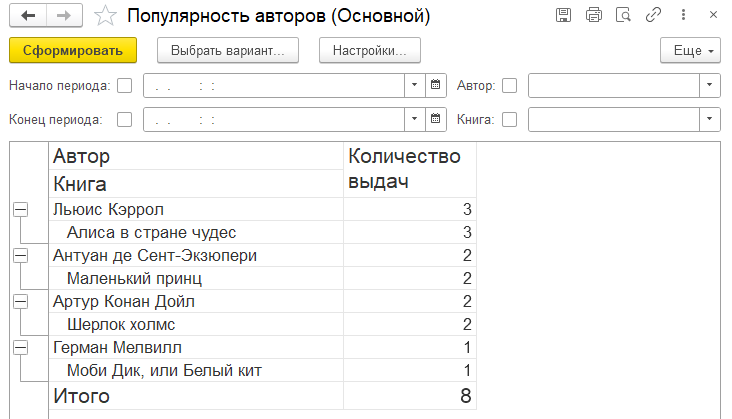 Популярность авторов (Основной)
Сформировать Выбрать вариант... Настройки... Еще
Начало периода: . . : : Автор:
Конец периода: . . : : Книга:
Автор Количество
Книга выдач
Льюис Кэррол 3
Алиса в стране чудес 3
Антуан де Сент-Экзюпери 2
Маленький принц 2
Артур Конан Дойл 2
Шерлок холмс 2
Герман Мелвилл 1
Моби Дик, или Белый кит 1
Итого 8